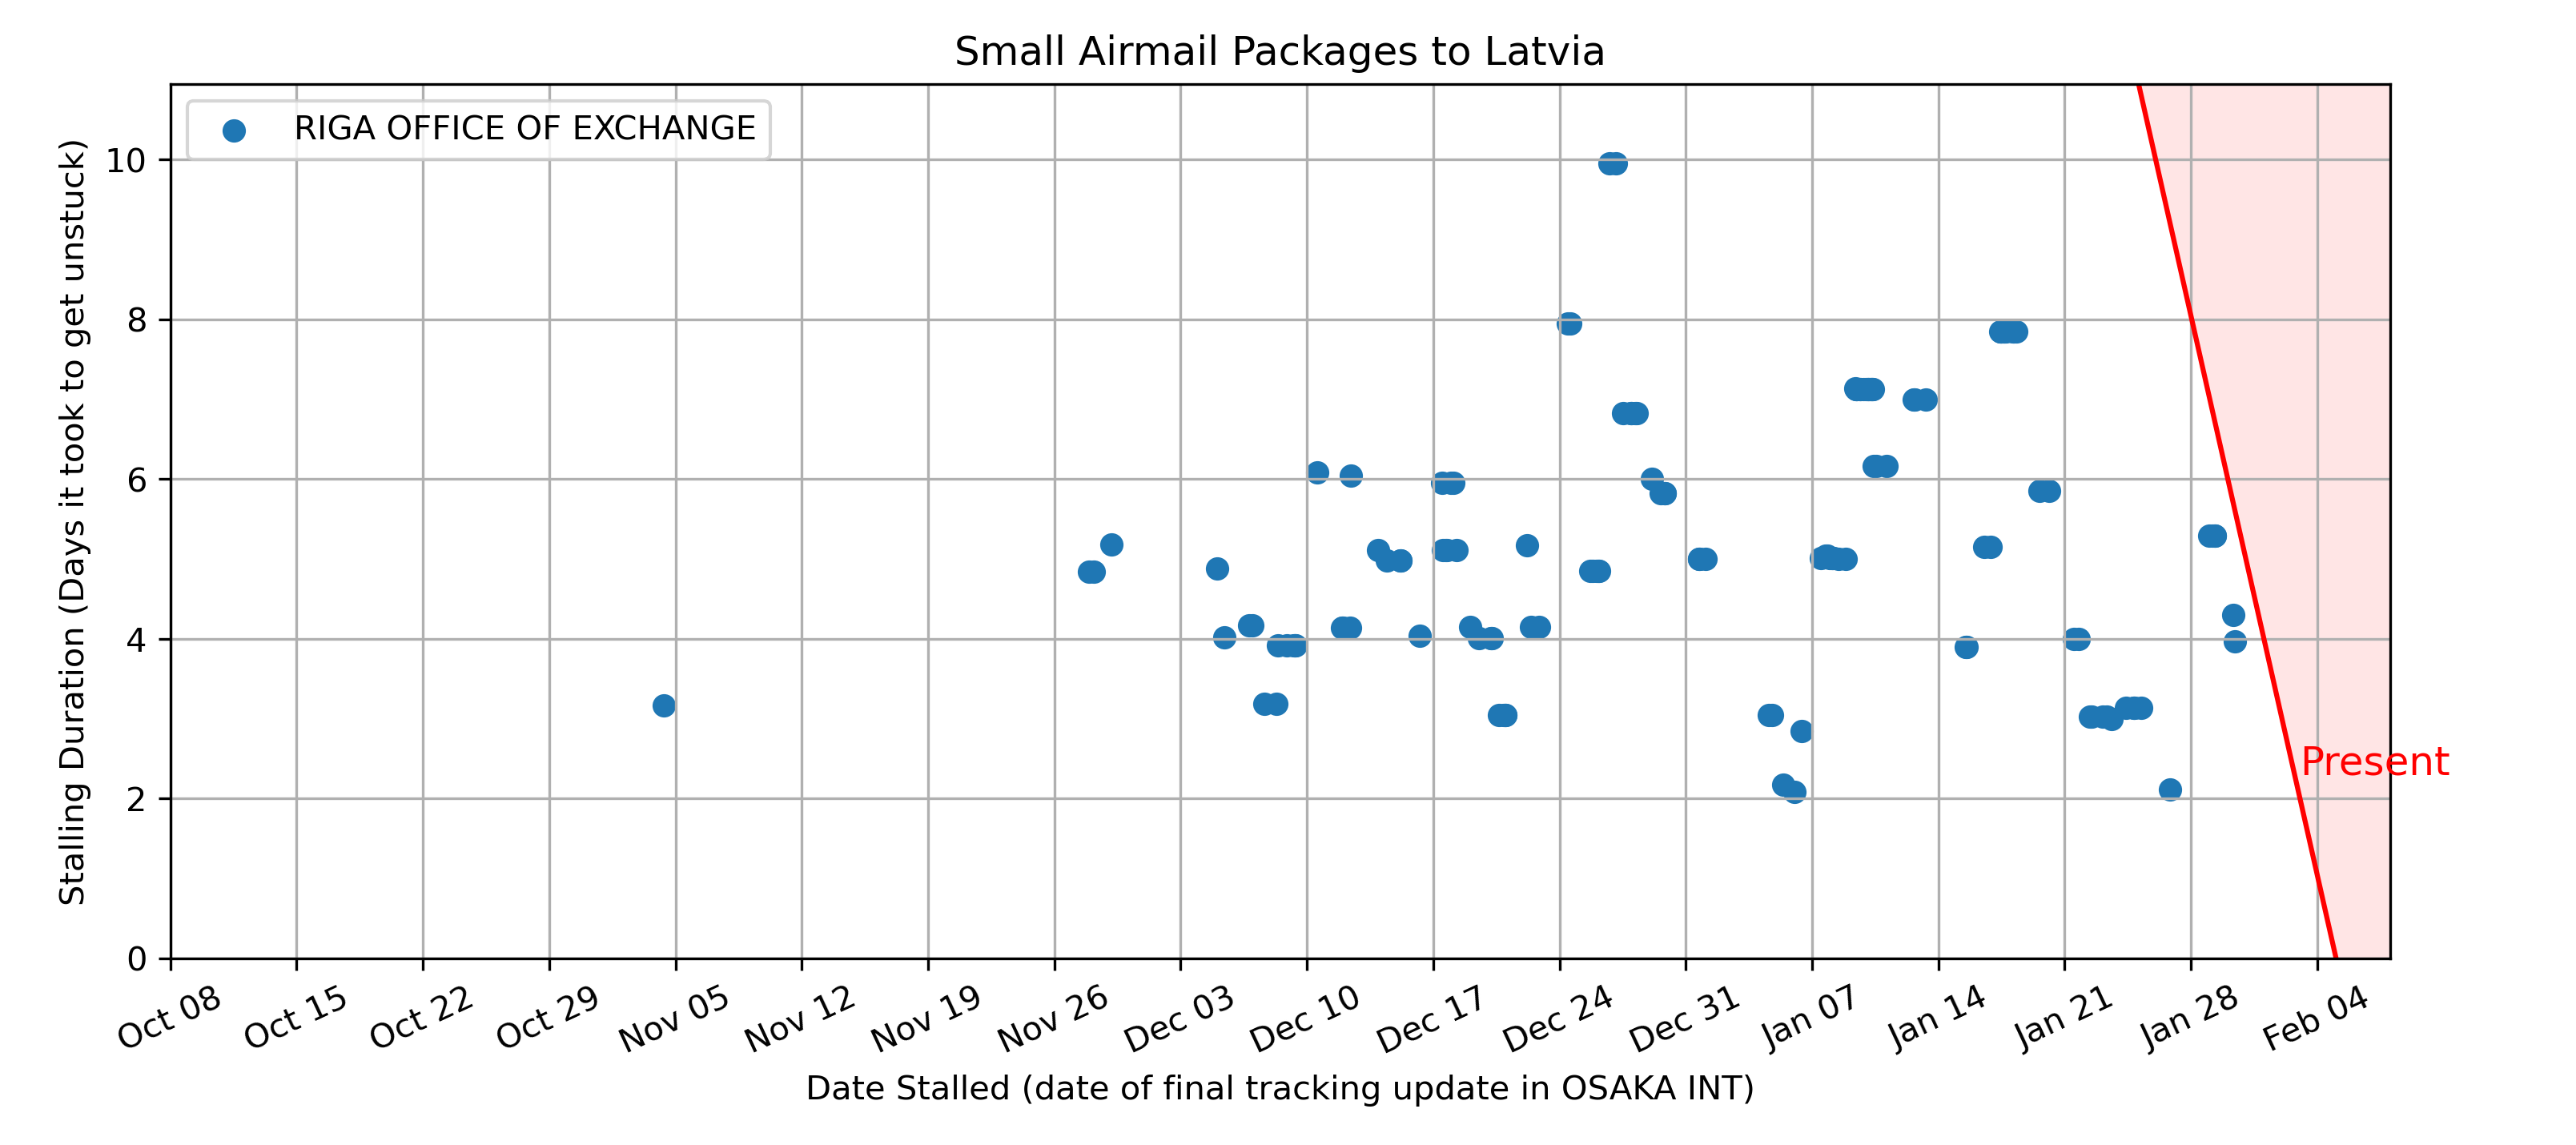 Small Airmail Packages to Latvia
RIGA OFFICE OF EXCHANGE
Stalling Duration (Days it took to get unstuck)
10
8
6
4
2
0
Present
Oct 08 Oct 15 Oct 22 Oct 29 Nov 05 Nov 12 Nov 19 Nov 26 Dec 03 Dec 10 Dec 17 Dec 24 Dec 31 Jan 07 Jan 14 Jan 21 Jan 28 Feb 04
Date Stalled (date of final tracking update in OSAKA INT)